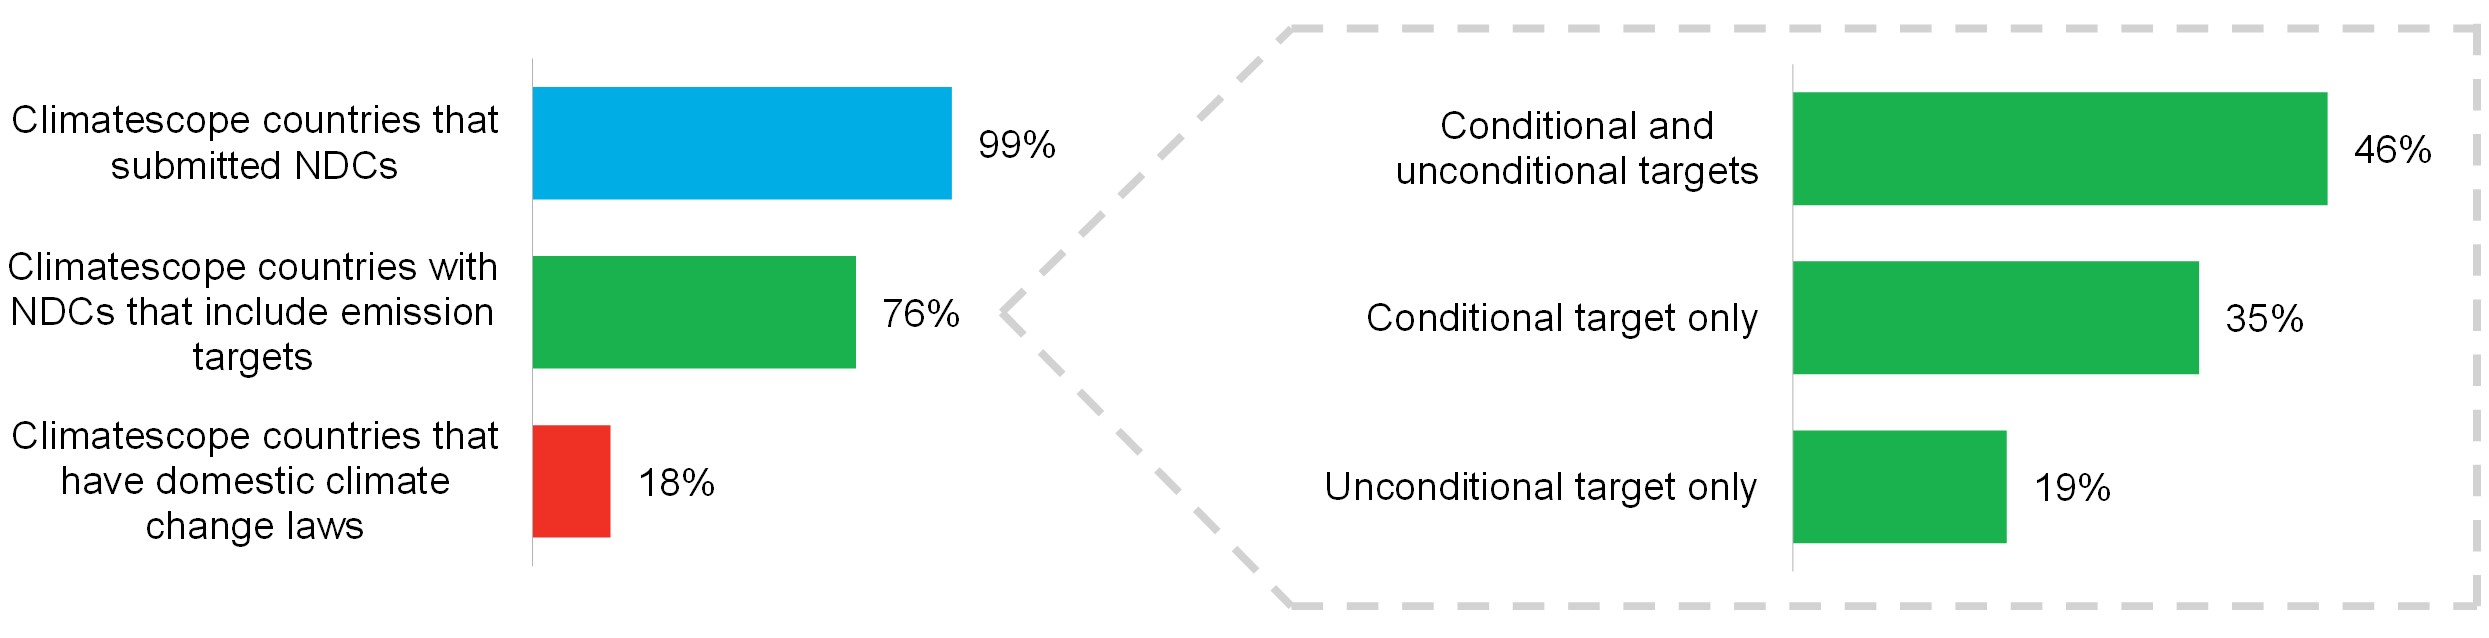 Climatescope countries that
submitted NDCs
99%
Climatescope countries with
NDCs that include emission
targets
76%
Climatescope countries that
have domestic climate
change laws
18%
Conditional and
unconditional targets
46%
Conditional target only
35%
Unconditional target only
19%